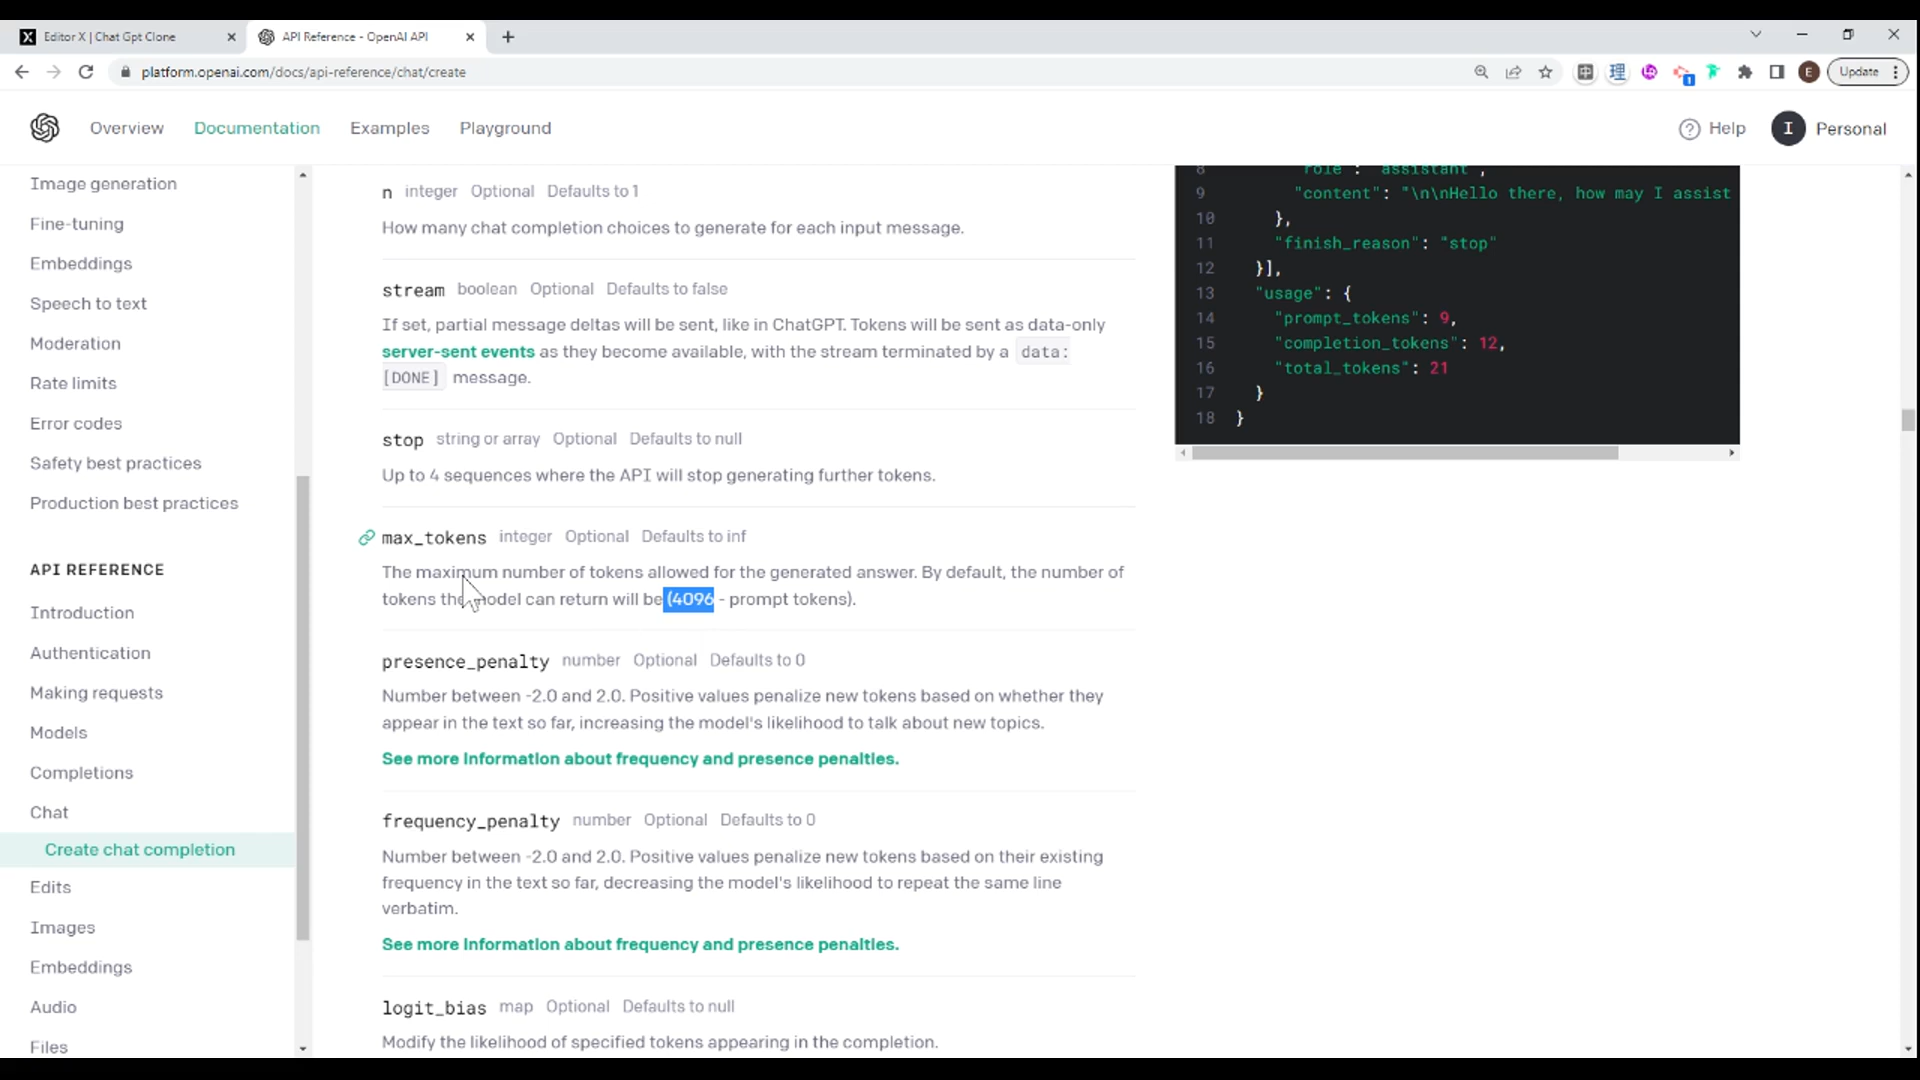 Editor X | Chat Gpt Clone
API Reference - OpenAI API
platform.openai.com/docs/api-reference/chat/create
理
1
E
Update
Overview
Documentation
Examples
Playground
Help
I
Personal
Image generation
Fine-tuning
Embeddings
Speech to text
Moderation
Rate limits
Error codes
Safety best practices
Production best practices
API REFERENCE
Introduction
Authentication
Making requests
Models
Completions
Chat
Create chat completion
Edits
Images
Embeddings
Audio
Files
n integer Optional Defaults to 1
How many chat completion choices to generate for each input message.
stream boolean Optional Defaults to false
If set, partial message deltas will be sent, like in ChatGPT. Tokens will be sent as data-only
server-sent events as they become available, with the stream terminated by a data:
[DONE] message.
stop string or array Optional Defaults to null
Up to 4 sequences where the API will stop generating further tokens.
max_tokens integer Optional Defaults to inf
The maximum number of tokens allowed for the generated answer. By default, the number of
tokens the model can return will be (4096 - prompt tokens).
presence_penalty number Optional Defaults to 0
Number between -2.0 and 2.0. Positive values penalize new tokens based on whether they
appear in the text so far, increasing the model's likelihood to talk about new topics.
See more information about frequency and presence penalties.
frequency_penalty number Optional Defaults to 0
Number between -2.0 and 2.0. Positive values penalize new tokens based on their existing
frequency in the text so far, decreasing the model's likelihood to repeat the same line
verbatim.
See more information about frequency and presence penalties.
logit_bias map Optional Defaults to null
Modify the likelihood of specified tokens appearing in the completion.
8 "role": "assistant",
9 "content": "\n\nHello there, how may I assist
10 },
11 "finish_reason": "stop"
12 }],
13 "usage": {
14 "prompt_tokens": 9,
15 "completion_tokens": 12,
16 "total_tokens": 21
17 }
18 }